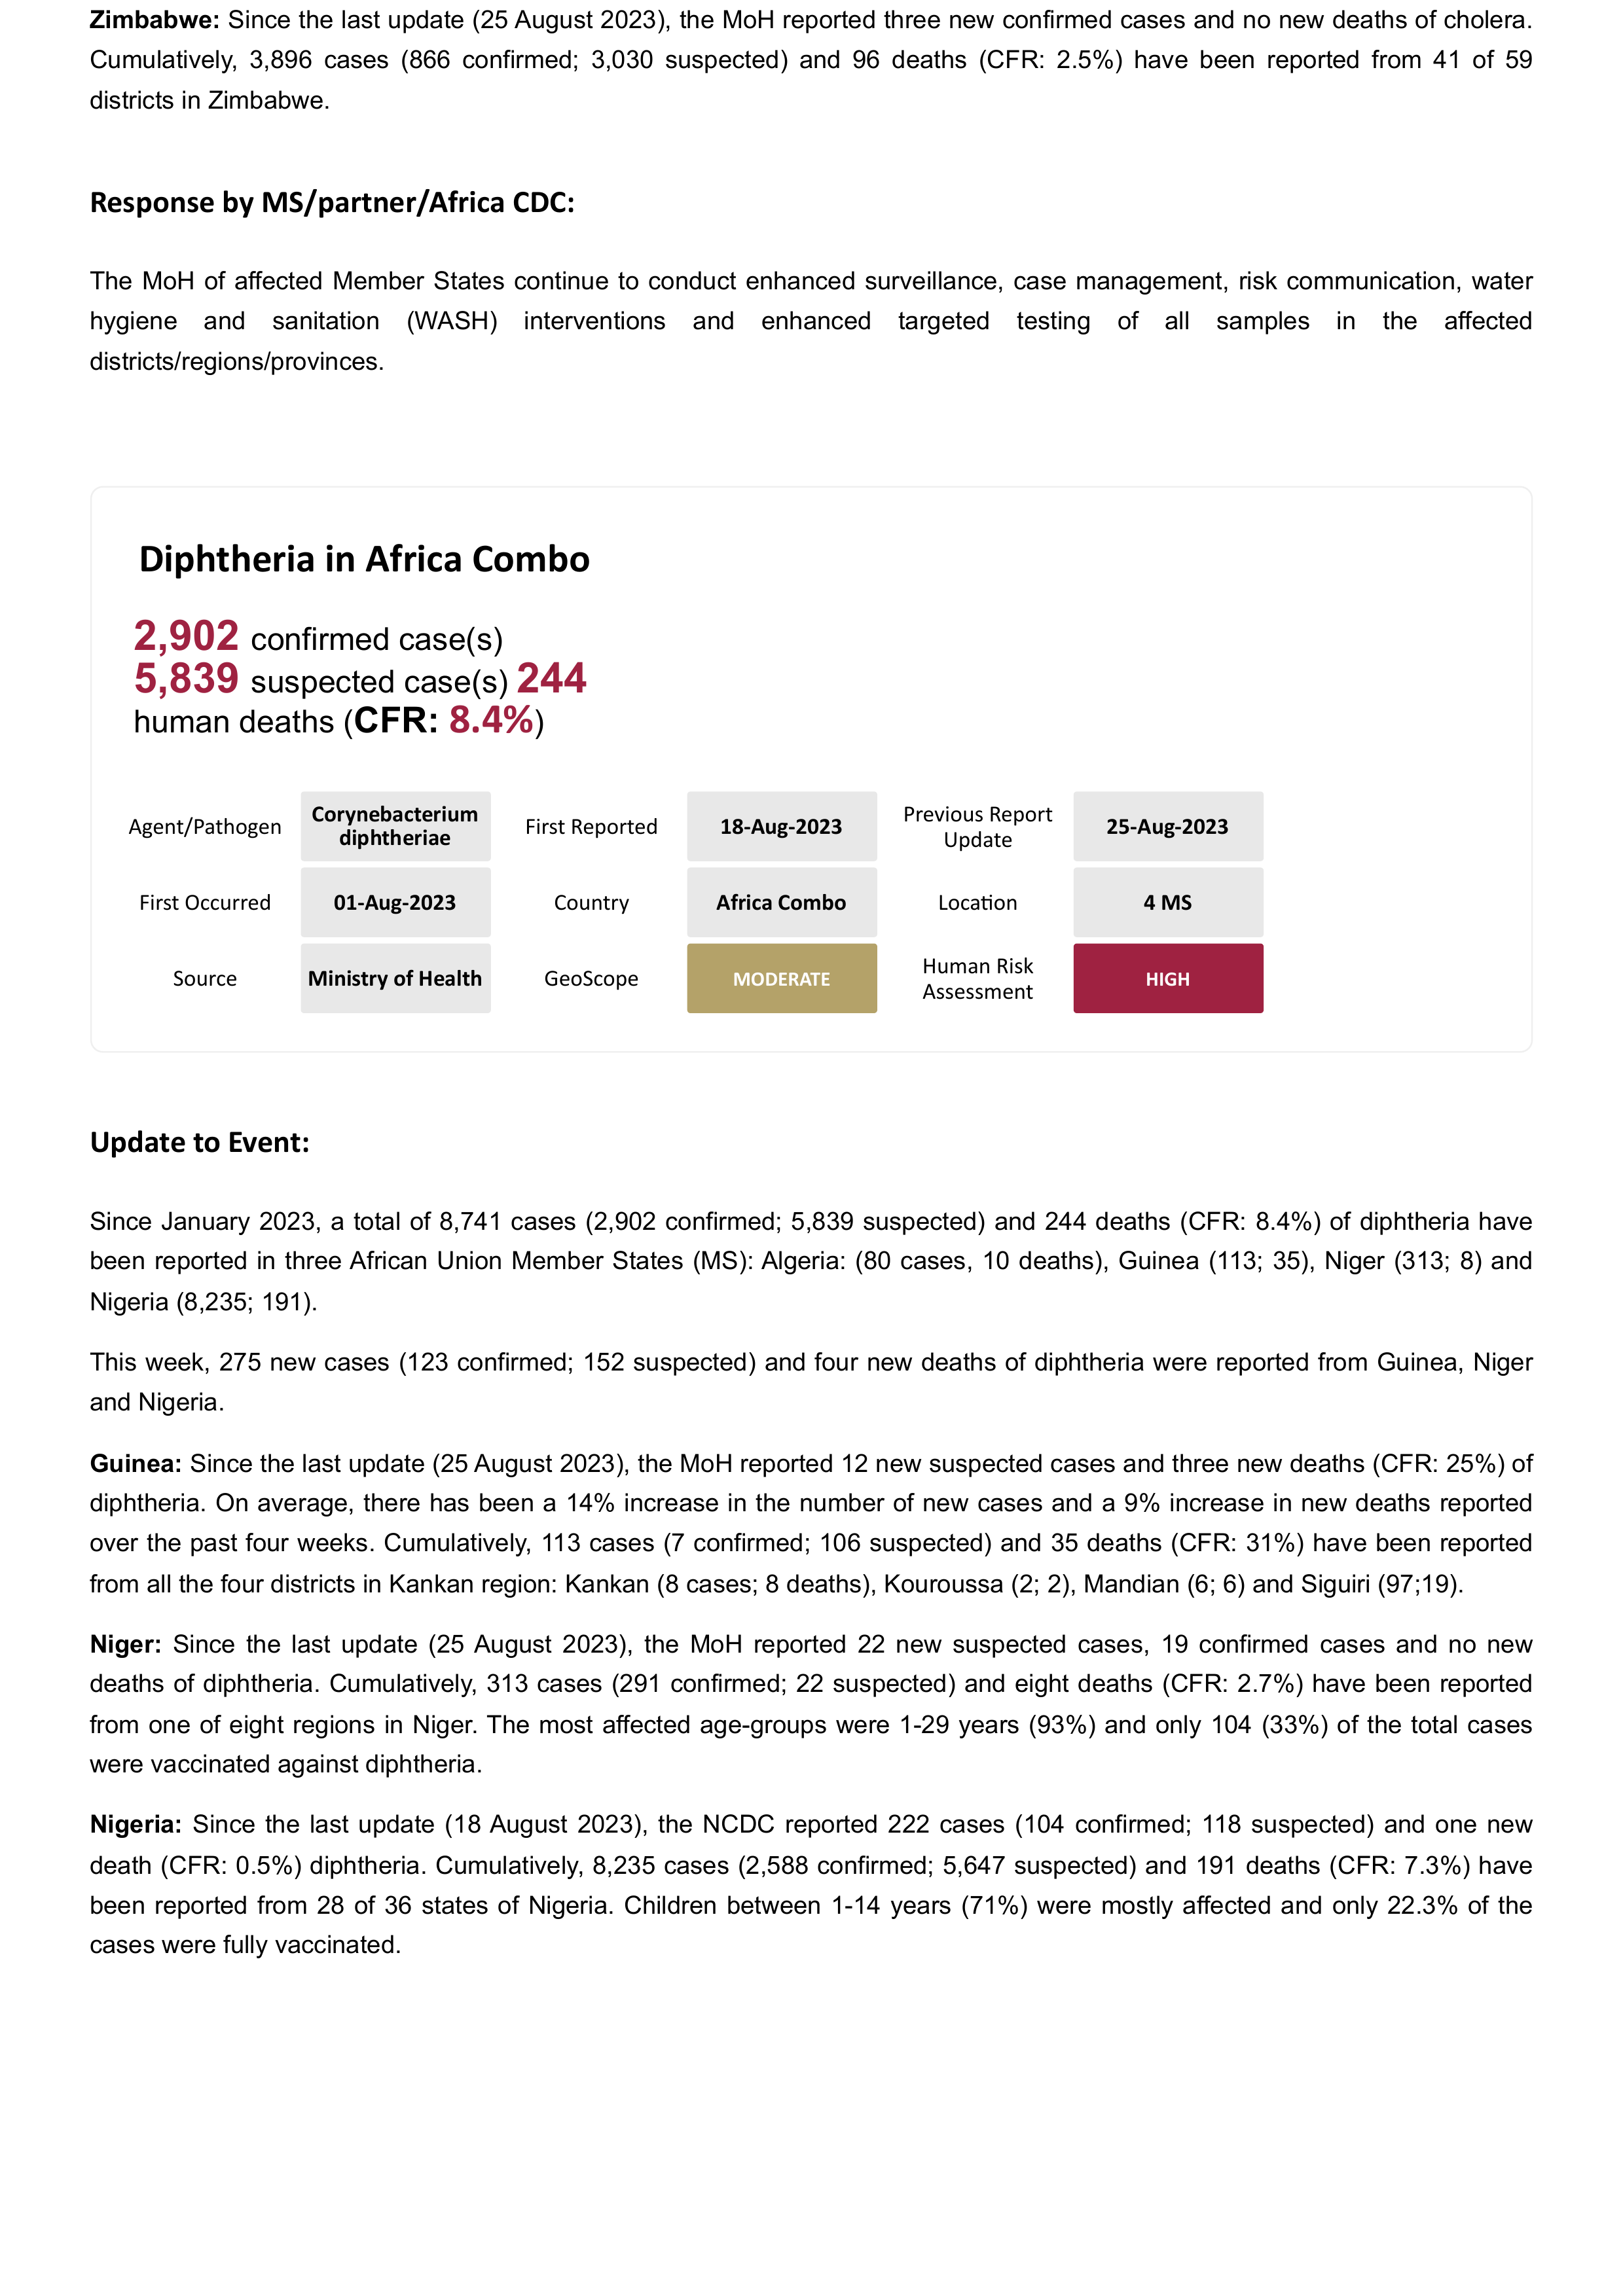 Zimbabwe: Since the last update (25 August 2023), the MoH reported three new confirmed cases and no new deaths of cholera.
Cumulatively, 3,896 cases (866 confirmed; 3,030 suspected) and 96 deaths (CFR: 2.5%) have been reported from 41 of 59
districts in Zimbabwe.
Response by MS/partner/Africa CDC:
The MoH of affected Member States continue to conduct enhanced surveillance, case management, risk communication, water
hygiene and sanitation (WASH) interventions and enhanced targeted testing of all samples in the affected
districts/regions/provinces.
Diphtheria in Africa Combo
2,902 confirmed case(s)
5,839 suspected case(s) 244
human deaths (CFR: 8.4%)
Agent/Pathogen
Corynebacterium
diphtheriae
First Reported
18-Aug-2023
Previous Report
Update
25-Aug-2023
First Occurred
01-Aug-2023
Country
Africa Combo
Location
4 MS
Source
Ministry of Health
GeoScope
MODERATE
Human Risk
Assessment
HIGH
Update to Event:
Since January 2023, a total of 8,741 cases (2,902 confirmed; 5,839 suspected) and 244 deaths (CFR: 8.4%) of diphtheria have
been reported in three African Union Member States (MS): Algeria: (80 cases, 10 deaths), Guinea (113; 35), Niger (313; 8) and
Nigeria (8,235; 191).
This week, 275 new cases (123 confirmed; 152 suspected) and four new deaths of diphtheria were reported from Guinea, Niger
and Nigeria.
Guinea: Since the last update (25 August 2023), the MoH reported 12 new suspected cases and three new deaths (CFR: 25%) of
diphtheria. On average, there has been a 14% increase in the number of new cases and a 9% increase in new deaths reported
over the past four weeks. Cumulatively, 113 cases (7 confirmed; 106 suspected) and 35 deaths (CFR: 31%) have been reported
from all the four districts in Kankan region: Kankan (8 cases; 8 deaths), Kouroussa (2; 2), Mandian (6; 6) and Siguiri (97;19).
Niger: Since the last update (25 August 2023), the MoH reported 22 new suspected cases, 19 confirmed cases and no new
deaths of diphtheria. Cumulatively, 313 cases (291 confirmed; 22 suspected) and eight deaths (CFR: 2.7%) have been reported
from one of eight regions in Niger. The most affected age-groups were 1-29 years (93%) and only 104 (33%) of the total cases
were vaccinated against diphtheria.
Nigeria: Since the last update (18 August 2023), the NCDC reported 222 cases (104 confirmed; 118 suspected) and one new
death (CFR: 0.5%) diphtheria. Cumulatively, 8,235 cases (2,588 confirmed; 5,647 suspected) and 191 deaths (CFR: 7.3%) have
been reported from 28 of 36 states of Nigeria. Children between 1-14 years (71%) were mostly affected and only 22.3% of the
cases were fully vaccinated.